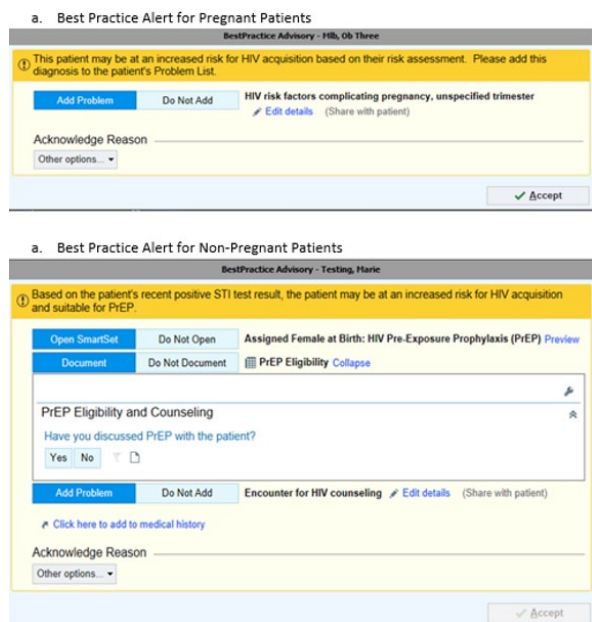 a. Best Practice Alert for Pregnant Patients
BestPractice Advisory - Mlb, Ob Three
This patient may be at an increased risk for HIV acquisition based on their risk assessment. Please add this
diagnosis to the patient's Problem List.
Add Problem Do Not Add HIV risk factors complicating pregnancy, unspecified trimester
Edit details (Share with patient)
Acknowledge Reason
Other options...
Accept
a. Best Practice Alert for Non-Pregnant Patients
BestPractice Advisory - Testing, Marie
Based on the patient's recent positive STI test result, the patient may be at an increased risk for HIV acquisition
and suitable for PrEP.
Open SmartSet Do Not Open Assigned Female at Birth: HIV Pre-Exposure Prophylaxis (PrEP) Preview
Document Do Not Document PrEP Eligibility Collapse
PrEP Eligibility and Counseling
Have you discussed PrEP with the patient?
Yes No
Add Problem Do Not Add Encounter for HIV counseling Edit details (Share with patient)
Click here to add to medical history
Acknowledge Reason
Other options...
Accept